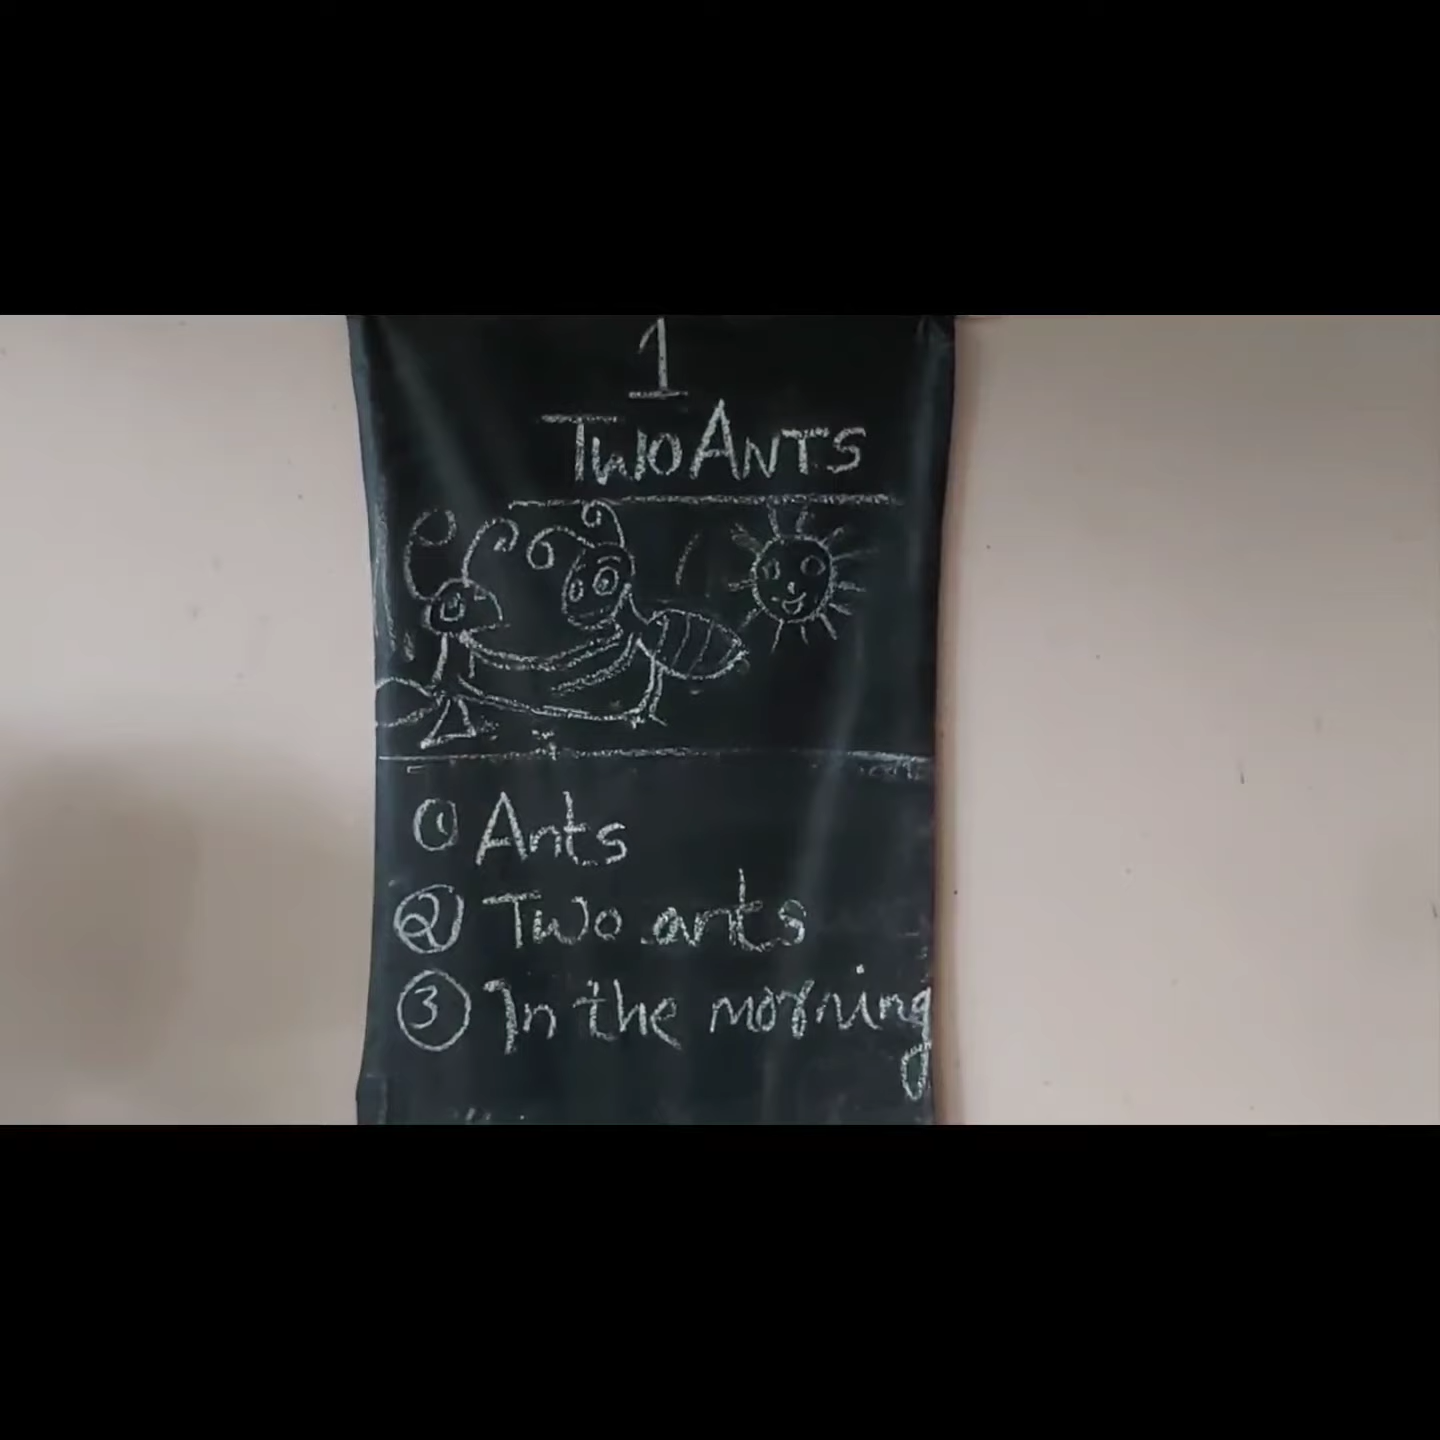 1
TWO ANTS
① Ants
② Two ants
③ In the morning